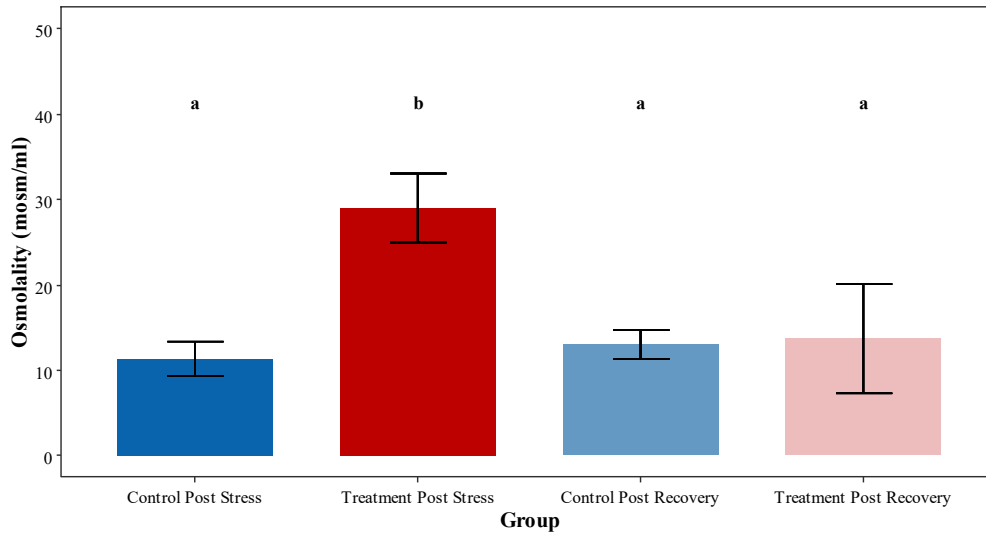 50
40
30
20
10
0
Osmolality (mosm/ml)
a b a a
Control Post Stress Treatment Post Stress Control Post Recovery Treatment Post Recovery
Group